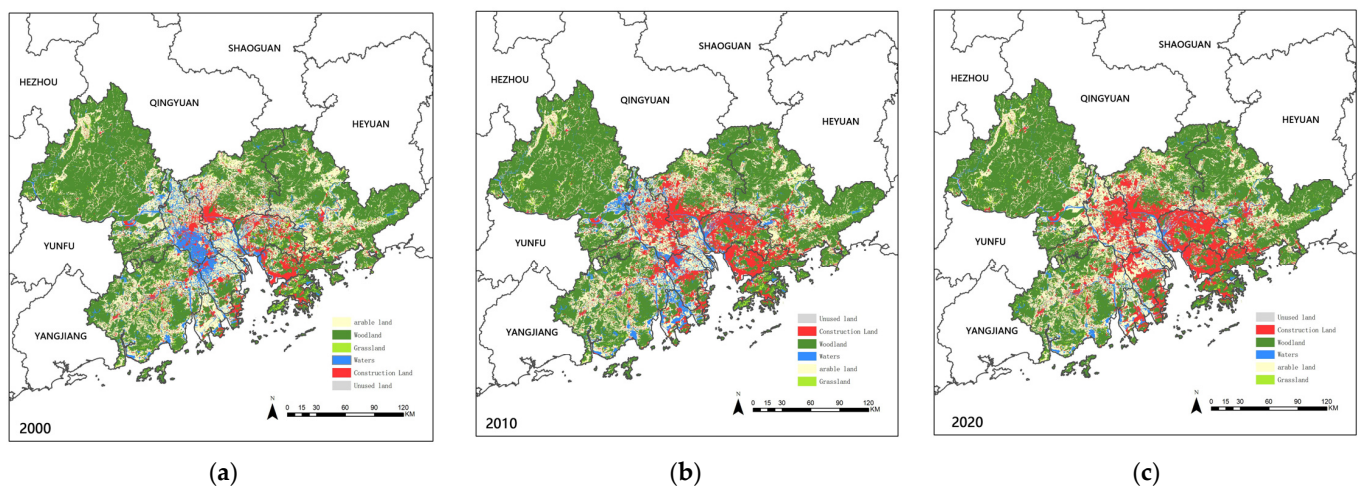 SHAOGUAN
HEZHOU
QINGYUAN
HEYUAN
YUNFU
YANGJIANG
arable land
Woodland
Grassland
Waters
Construction Land
Unused land
N
0 15 30 60 90 120
KM
2000
(a)
SHAOGUAN
HEZHOU
QINGYUAN
HEYUAN
YUNFU
YANGJIANG
Unused land
Construction Land
Woodland
Waters
arable land
Grassland
N
0 15 30 60 90 120
KM
2010
(b)
SHAOGUAN
HEZHOU
QINGYUAN
HEYUAN
YUNFU
YANGJIANG
Unused land
Construction Land
Woodland
Waters
arable land
Grassland
N
0 15 30 60 90 120
KM
2020
(c)